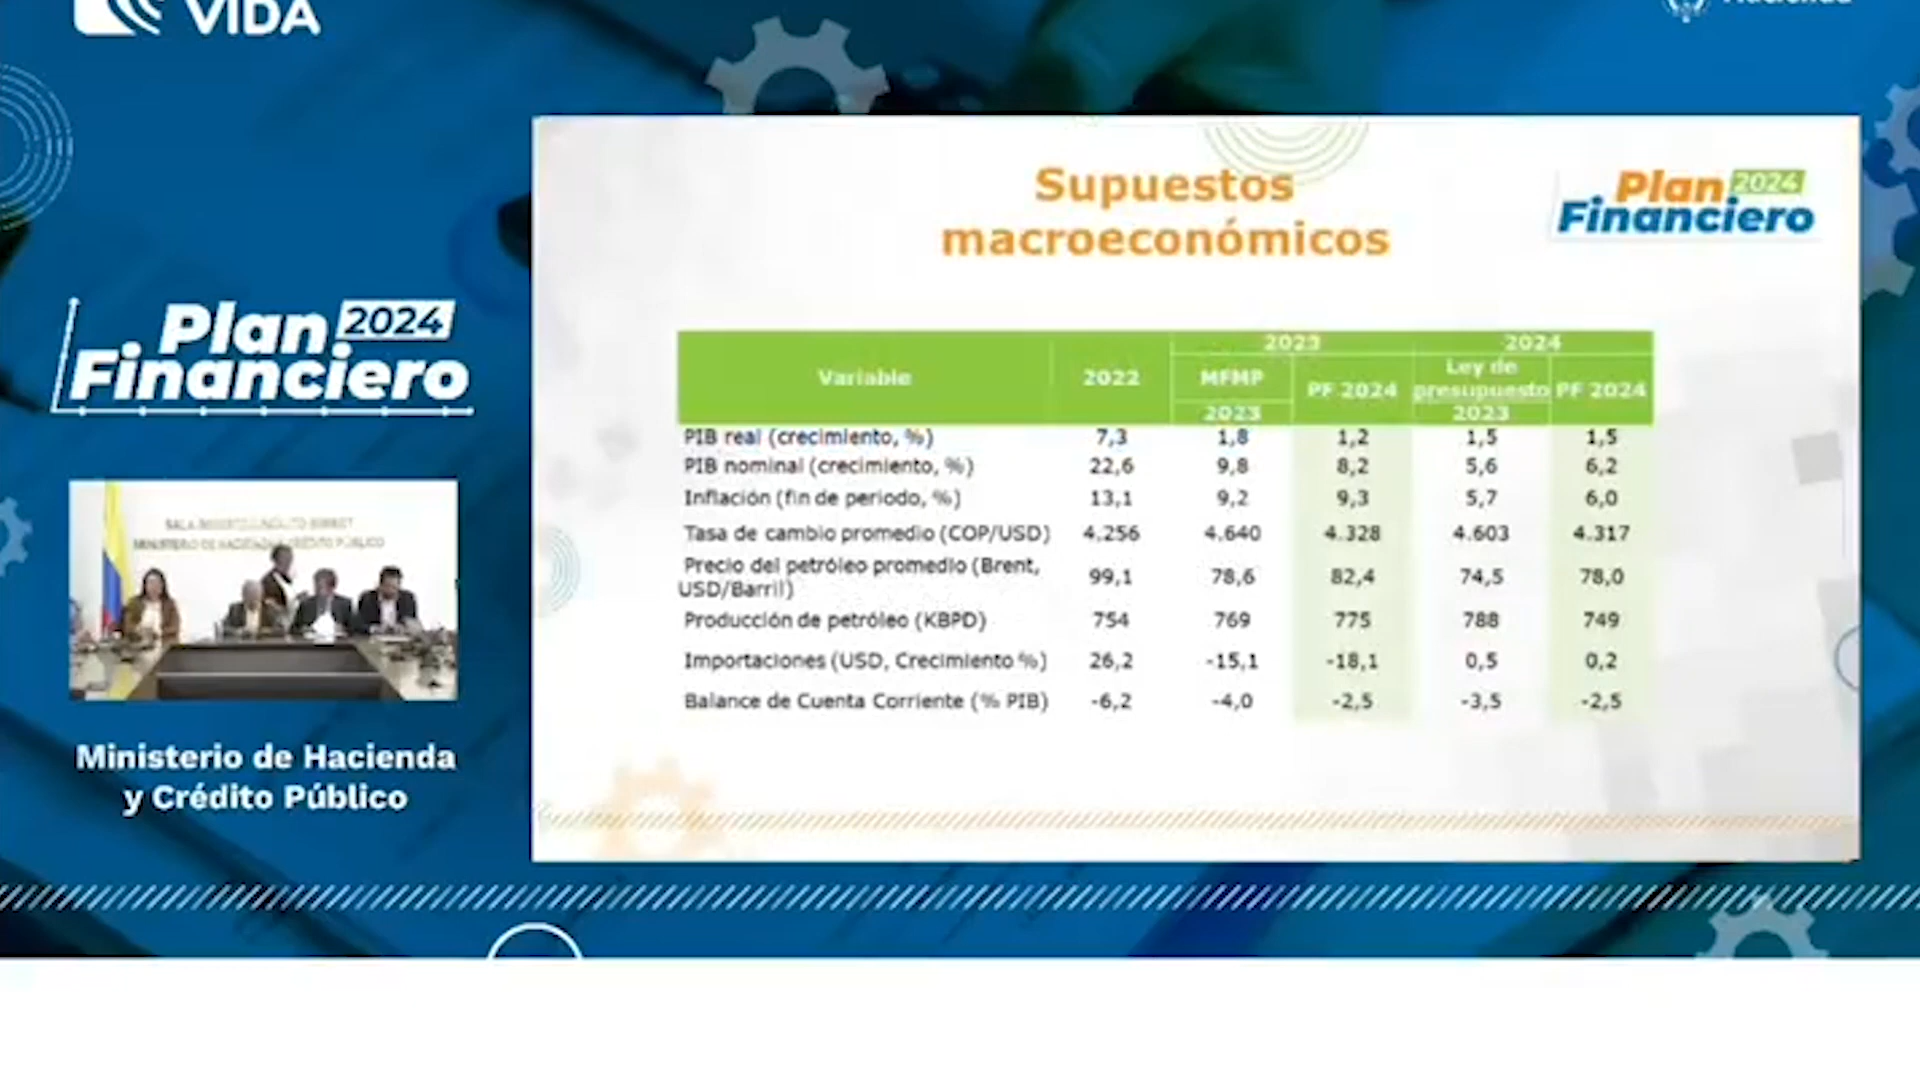 VIDA
Plan 2024
Financiero
MINISTERIO DE HACIENDA Y CRÉDITO PÚBLICO
Ministerio de Hacienda
y Crédito Público
Supuestos
macroeconómicos
Plan 2024
Financiero
Variable 2022 2023 2024
MFMP 2023 PF 2024 Ley de presupuesto 2023 PF 2024
PIB real (crecimiento, %) 7,3 1,8 1,2 1,5 1,5
PIB nominal (crecimiento, %) 22,6 9,8 8,2 5,6 6,2
Inflación (fin de periodo, %) 13,1 9,2 9,3 5,7 6,0
Tasa de cambio promedio (COP/USD) 4.256 4.640 4.328 4.603 4.317
Precio del petróleo promedio (Brent,
USD/Barril) 99,1 78,6 82,4 74,5 78,0
Producción de petróleo (KBPD) 754 769 775 788 749
Importaciones (USD, Crecimiento %) 26,2 -15,1 -18,1 0,5 0,2
Balance de Cuenta Corriente (% PIB) -6,2 -4,0 -2,5 -3,5 -2,5